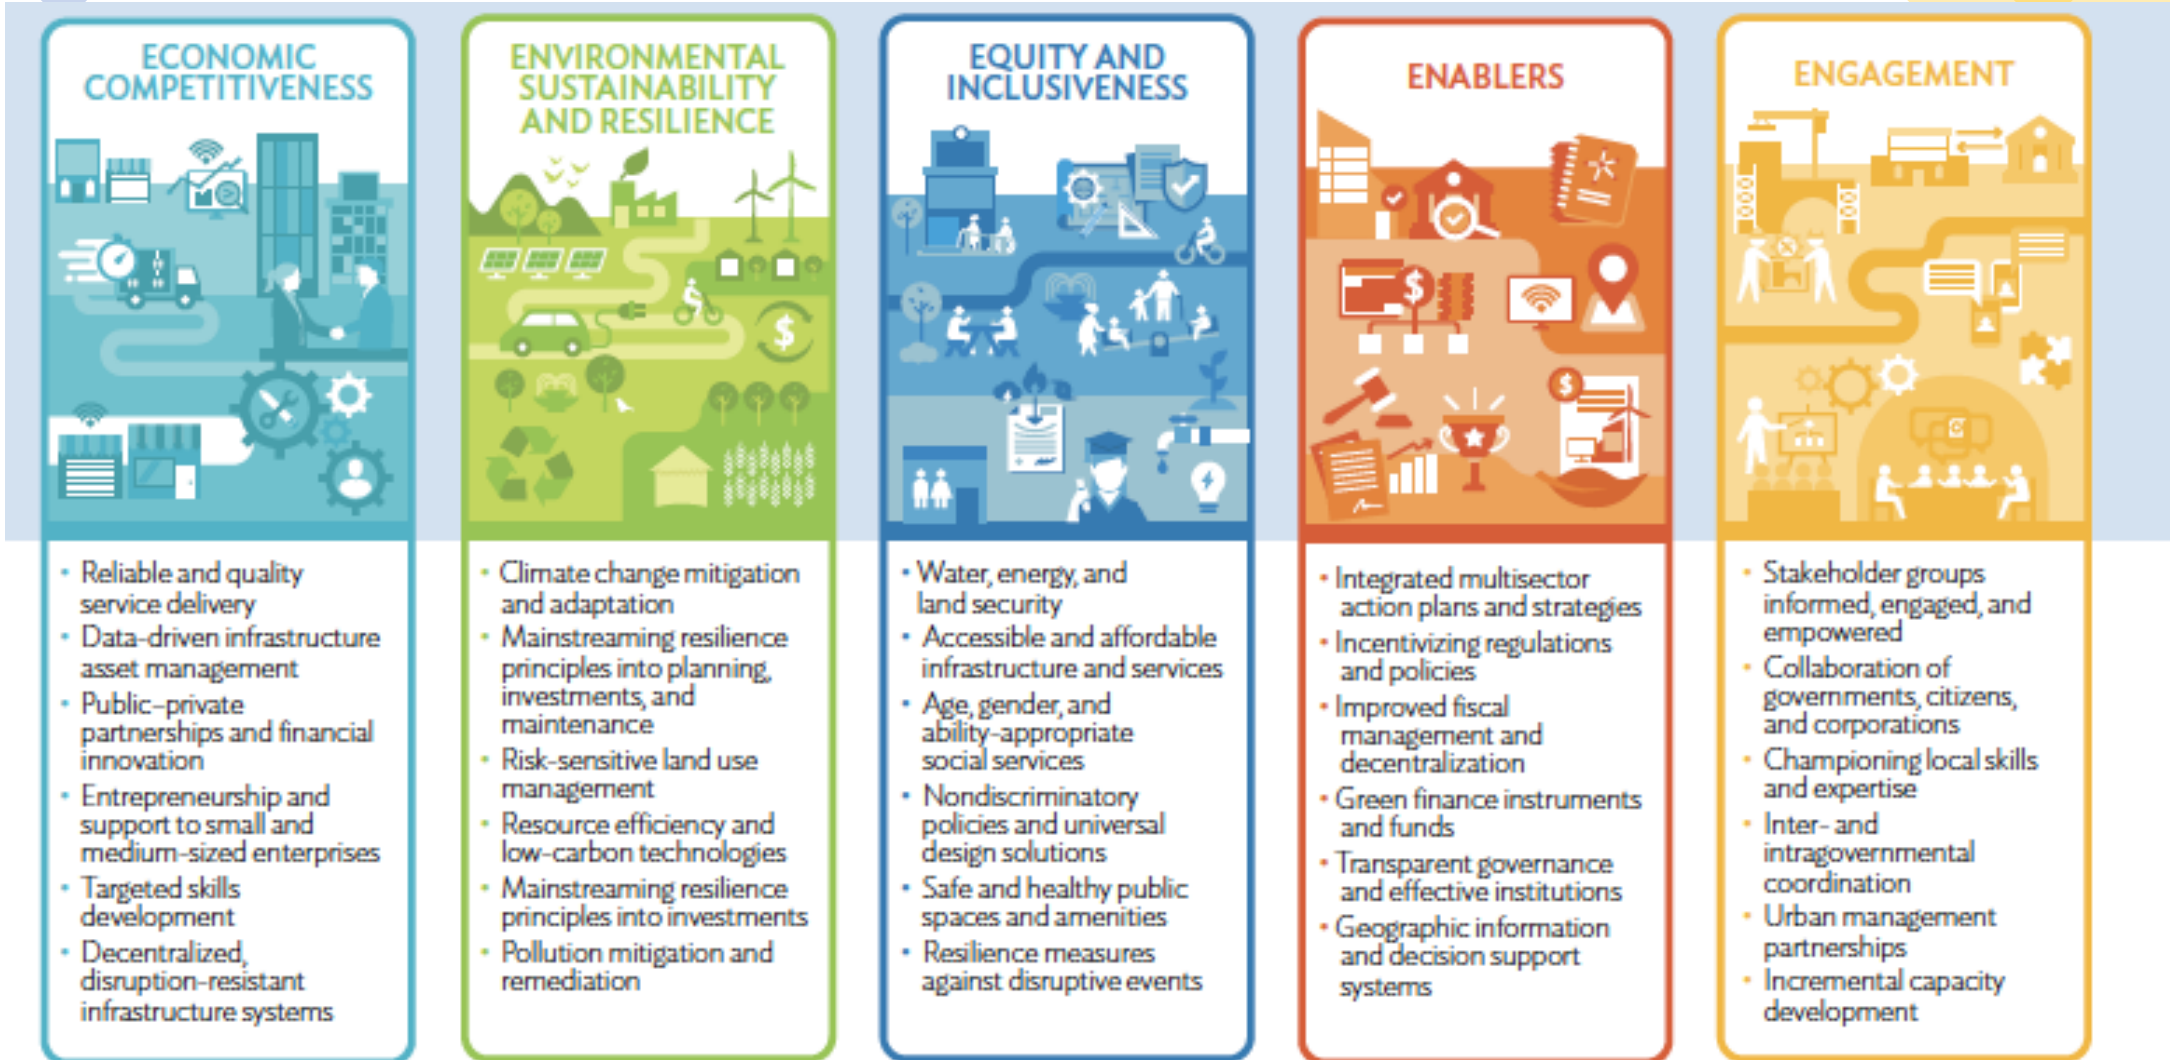 ECONOMIC
COMPETITIVENESS
• Reliable and quality
service delivery
• Data-driven infrastructure
asset management
• Public–private
partnerships and financial
innovation
• Entrepreneurship and
support to small and
medium-sized enterprises
• Targeted skills
development
• Decentralized,
disruption-resistant
infrastructure systems
ENVIRONMENTAL
SUSTAINABILITY
AND RESILIENCE
$
• Climate change mitigation
and adaptation
• Mainstreaming resilience
principles into planning,
investments, and
maintenance
• Risk-sensitive land use
management
• Resource efficiency and
low-carbon technologies
• Mainstreaming resilience
principles into investments
• Pollution mitigation and
remediation
EQUITY AND
INCLUSIVENESS
• Water, energy, and
land security
• Accessible and affordable
infrastructure and services
• Age, gender, and
ability-appropriate
social services
• Nondiscriminatory
policies and universal
design solutions
• Safe and healthy public
spaces and amenities
• Resilience measures
against disruptive events
ENABLERS
$
$
• Integrated multisector
action plans and strategies
• Incentivizing regulations
and policies
• Improved fiscal
management and
decentralization
• Green finance instruments
and funds
• Transparent governance
and effective institutions
• Geographic information
and decision support
systems
ENGAGEMENT
• Stakeholder groups
informed, engaged, and
empowered
• Collaboration of
governments, citizens,
and corporations
• Championing local skills
and expertise
• Inter- and
intragovernmental
coordination
• Urban management
partnerships
• Incremental capacity
development